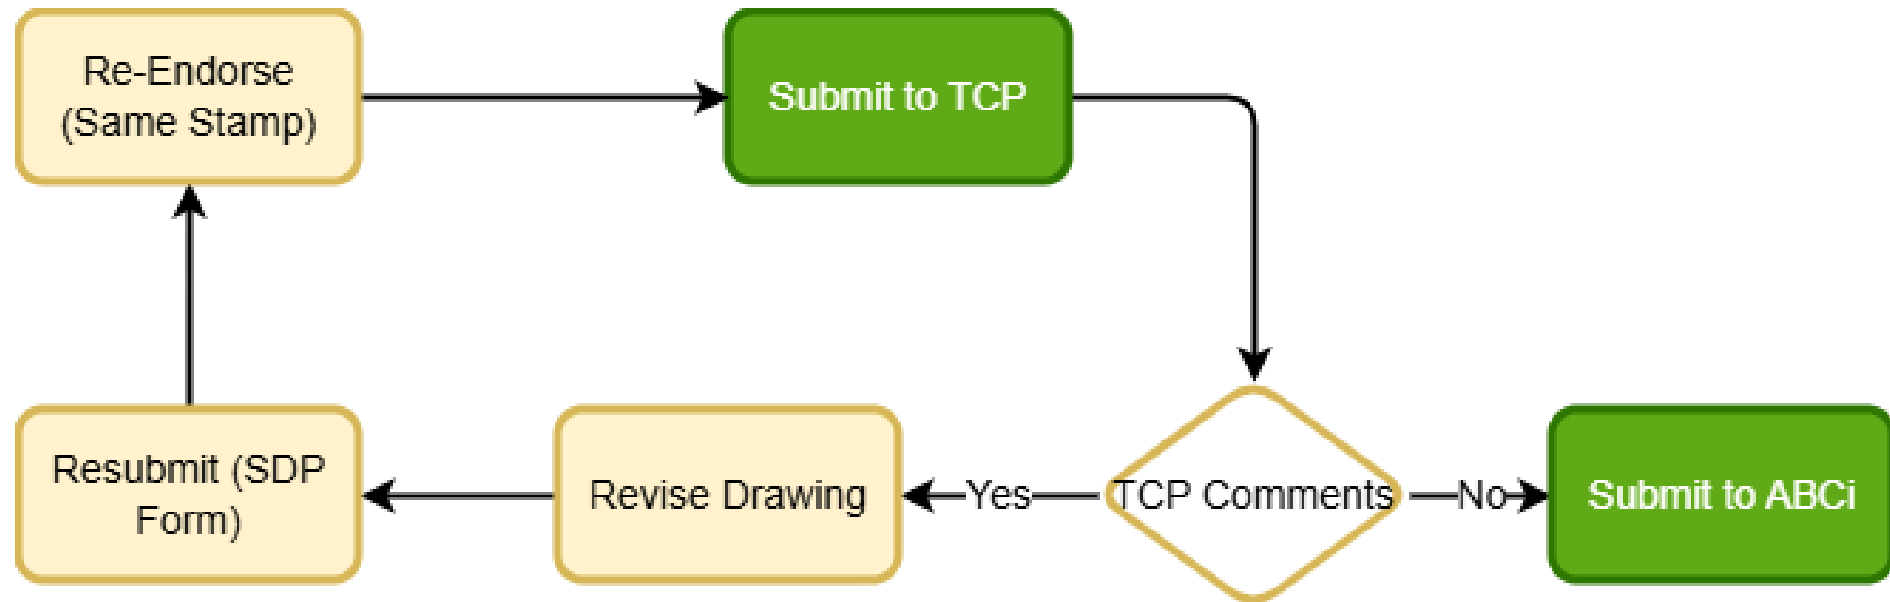 Re-Endorse
(Same Stamp)
Submit to TCP
Resubmit (SDP
Form)
Revise Drawing
Yes
TCP Comments
No
Submit to ABCi